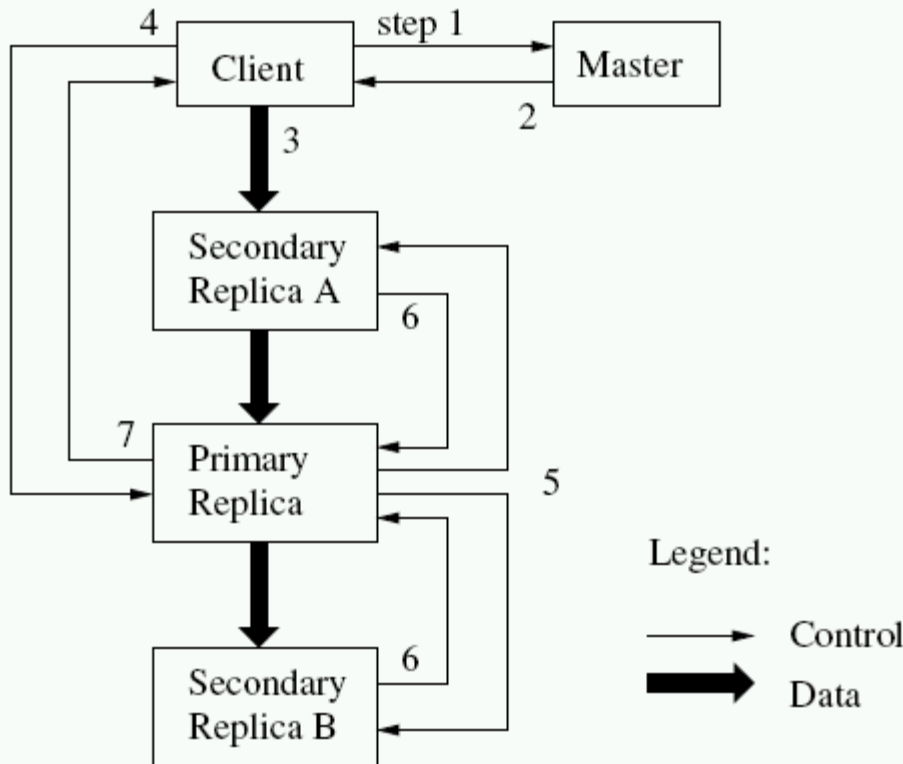 4
step 1
Client
Master
2
3
Secondary
Replica A
6
7
Primary
Replica
5
Legend:
Control
6
Secondary
Replica B
Data